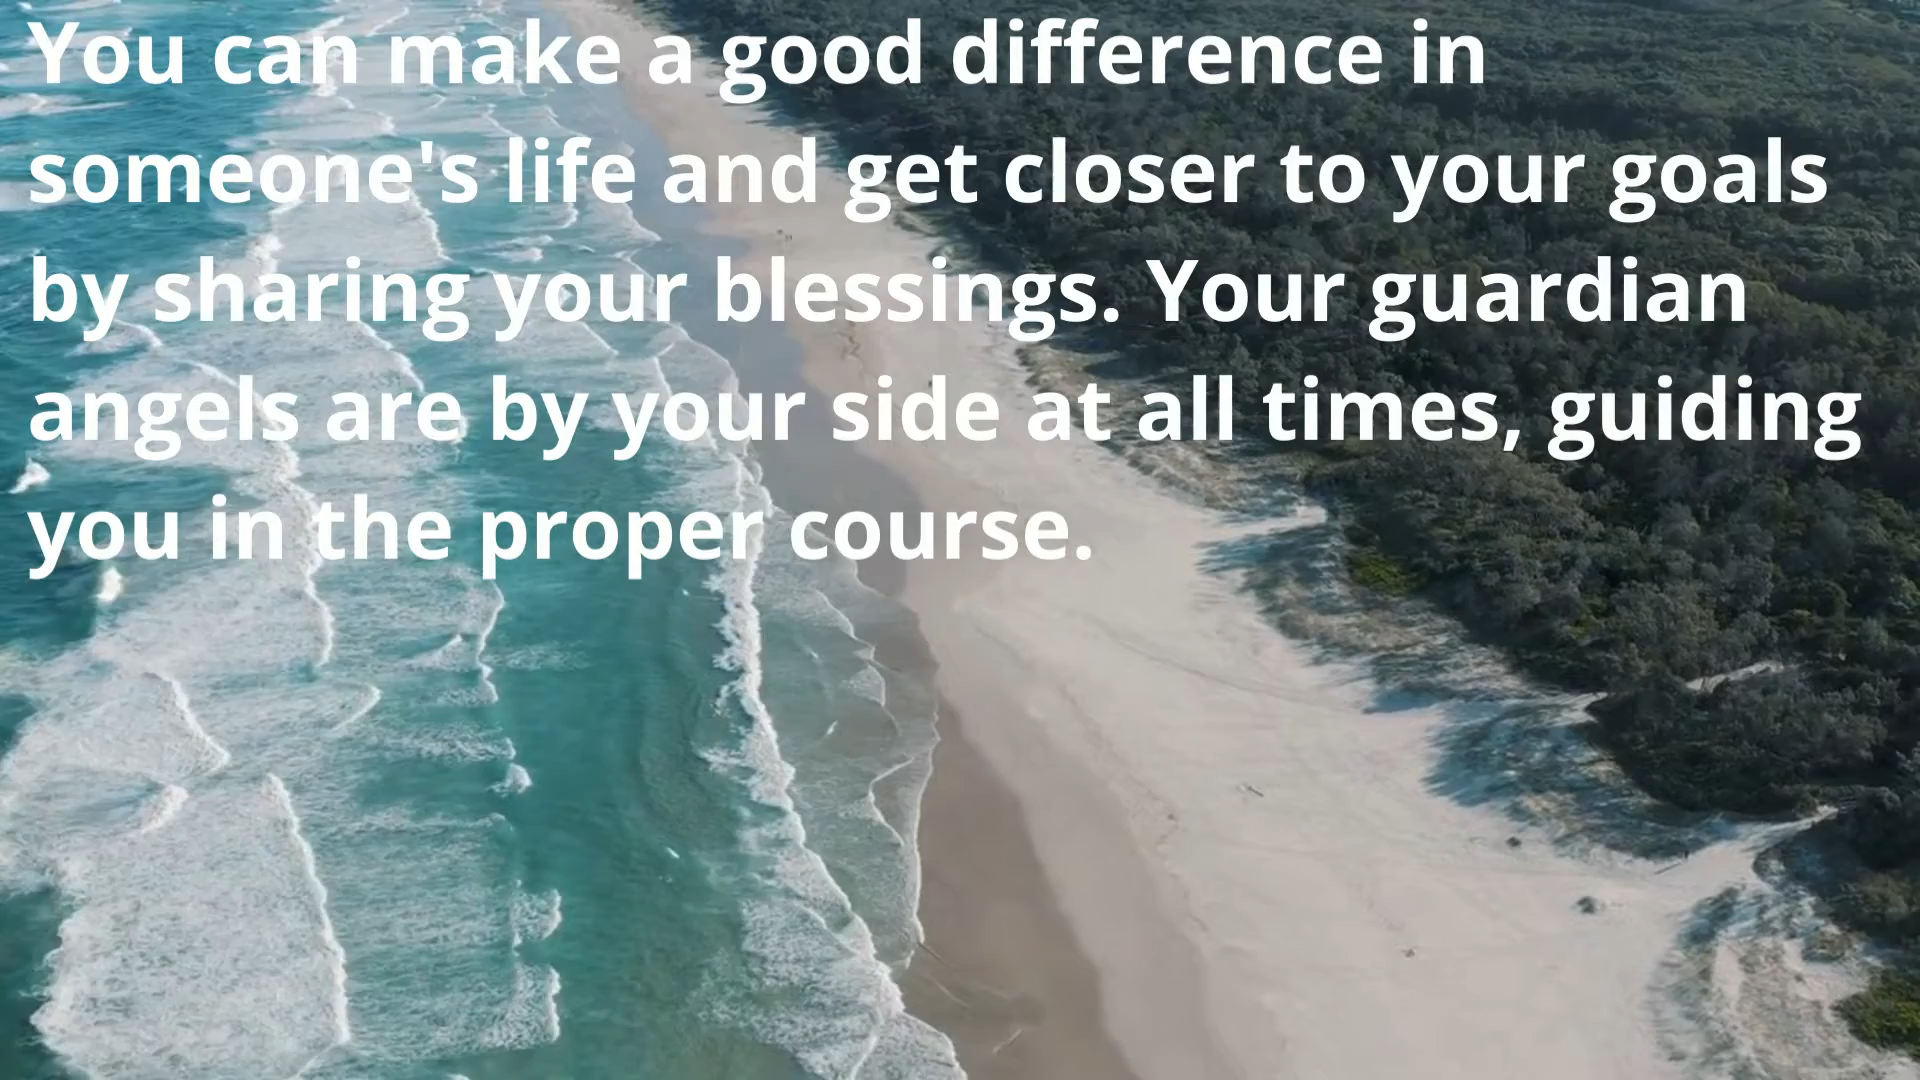 You can make a good difference in
someone's life and get closer to your goals
by sharing your blessings. Your guardian
angels are by your side at all times, guiding
you in the proper course.